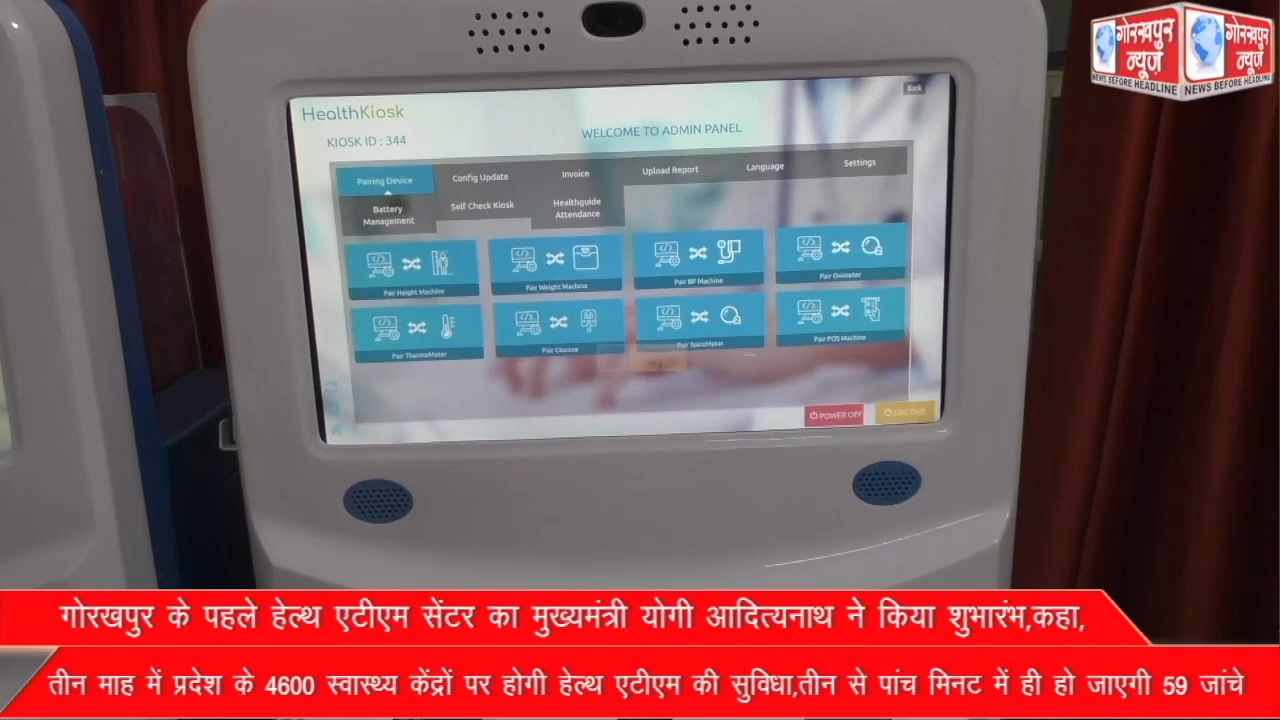 गोरखपुर न्यूज़
NEWS BEFORE HEADLINE
गोरखपुर न्यूज़
NEWS BEFORE HEADLINE
Back
HealthKiosk
KIOSK ID : 344
WELCOME TO ADMIN PANEL
Pairing Device
Config Update
Invoice
Upload Report
Language
Settings
Battery
Management
Self Check Kiosk
Healthguide
Attendance
Pair Height Machine
Pair Weight Machine
Pair BP Machine
Pair Oximeter
Pair ThermoMeter
Pair Glucose
Pair SpiroMeter
Pair POS Machine
POWER OFF
LOG OUT
गोरखपुर के पहले हेल्थ एटीएम सेंटर का मुख्यमंत्री योगी आदित्यनाथ ने किया शुभारंभ,कहा,
तीन माह में प्रदेश के 4600 स्वास्थ्य केंद्रों पर होगी हेल्थ एटीएम की सुविधा,तीन से पांच मिनट में ही हो जाएगी 59 जांचे